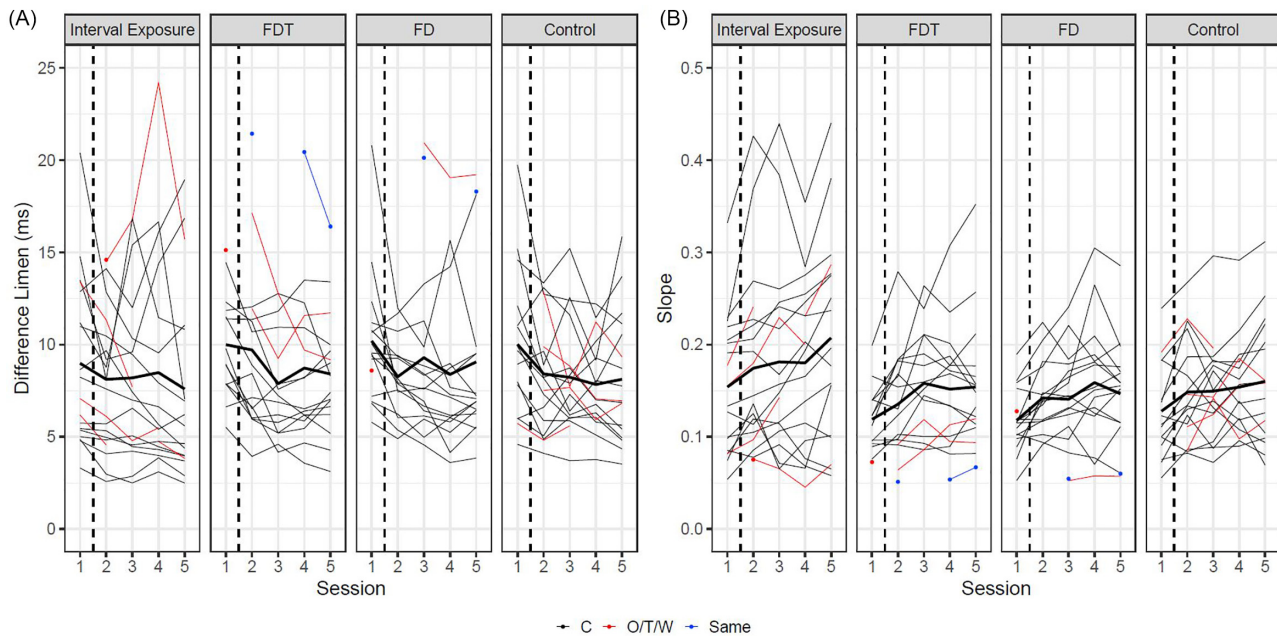 (A)
Interval Exposure FDT FD Control
Difference Limen (ms)
25
20
15
10
5
0
1 2 3 4 5 1 2 3 4 5 1 2 3 4 5 1 2 3 4 5
Session
(B)
Interval Exposure FDT FD Control
Slope
0.5
0.4
0.3
0.2
0.1
0.0
1 2 3 4 5 1 2 3 4 5 1 2 3 4 5 1 2 3 4 5
Session
C O/T/W Same